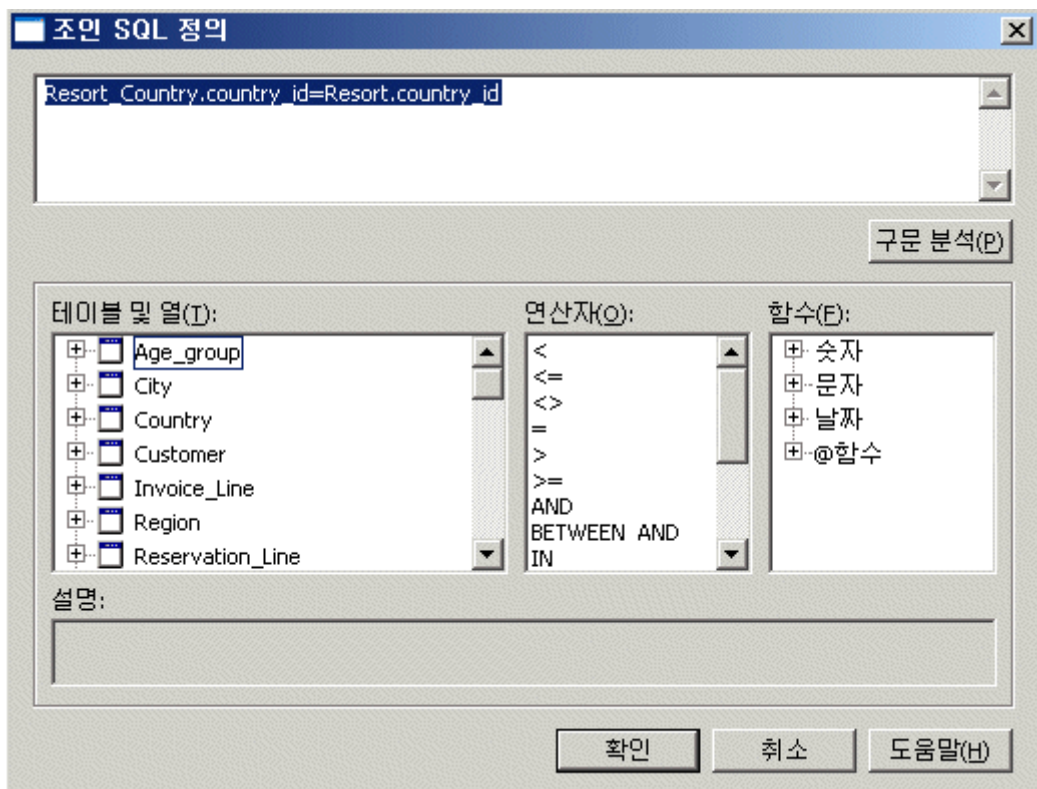 조인 SQL 정의
Resort_Country.country_id=Resort.country_id
구문 분석(P)
테이블 및 열(T):
Age_group
City
Country
Customer
Invoice_Line
Region
Reservation_Line
연산자(O):
<
<=
<>
=
>
>=
AND
BETWEEN AND
IN
함수(F):
숫자
문자
날짜
@함수
설명:
확인
취소
도움말(H)